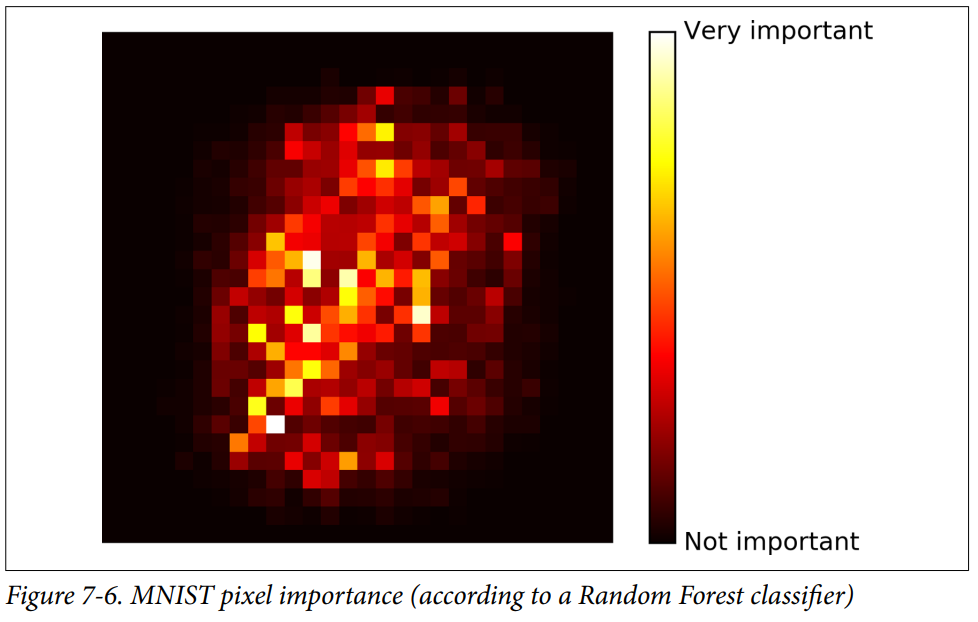 Very important
Not important
Figure 7-6. MNIST pixel importance (according to a Random Forest classifier)